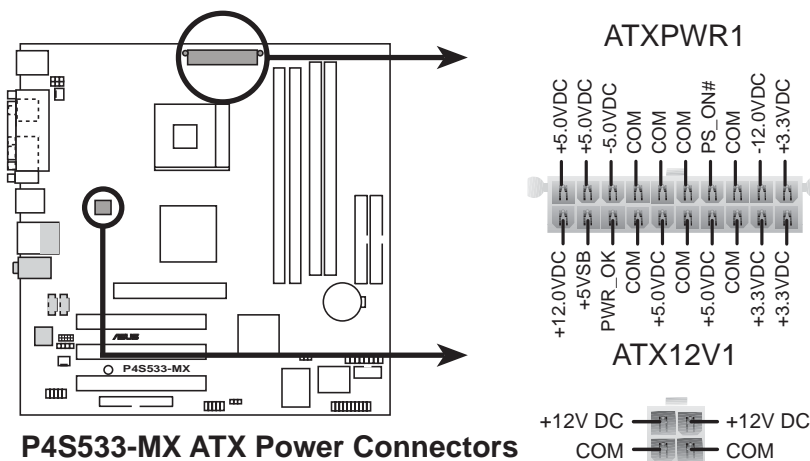 ATXPWR1
+5.0VDC
+5.0VDC
-5.0VDC
COM
COM
COM
PS_ON#
COM
-12.0VDC
+3.3VDC
+12.0VDC
+5VSB
PWR_OK
COM
+5.0VDC
COM
+5.0VDC
COM
+3.3VDC
+3.3VDC
ATX12V1
+12V DC
+12V DC
COM
COM
ASUS
P4S533-MX
P4S533-MX ATX Power Connectors